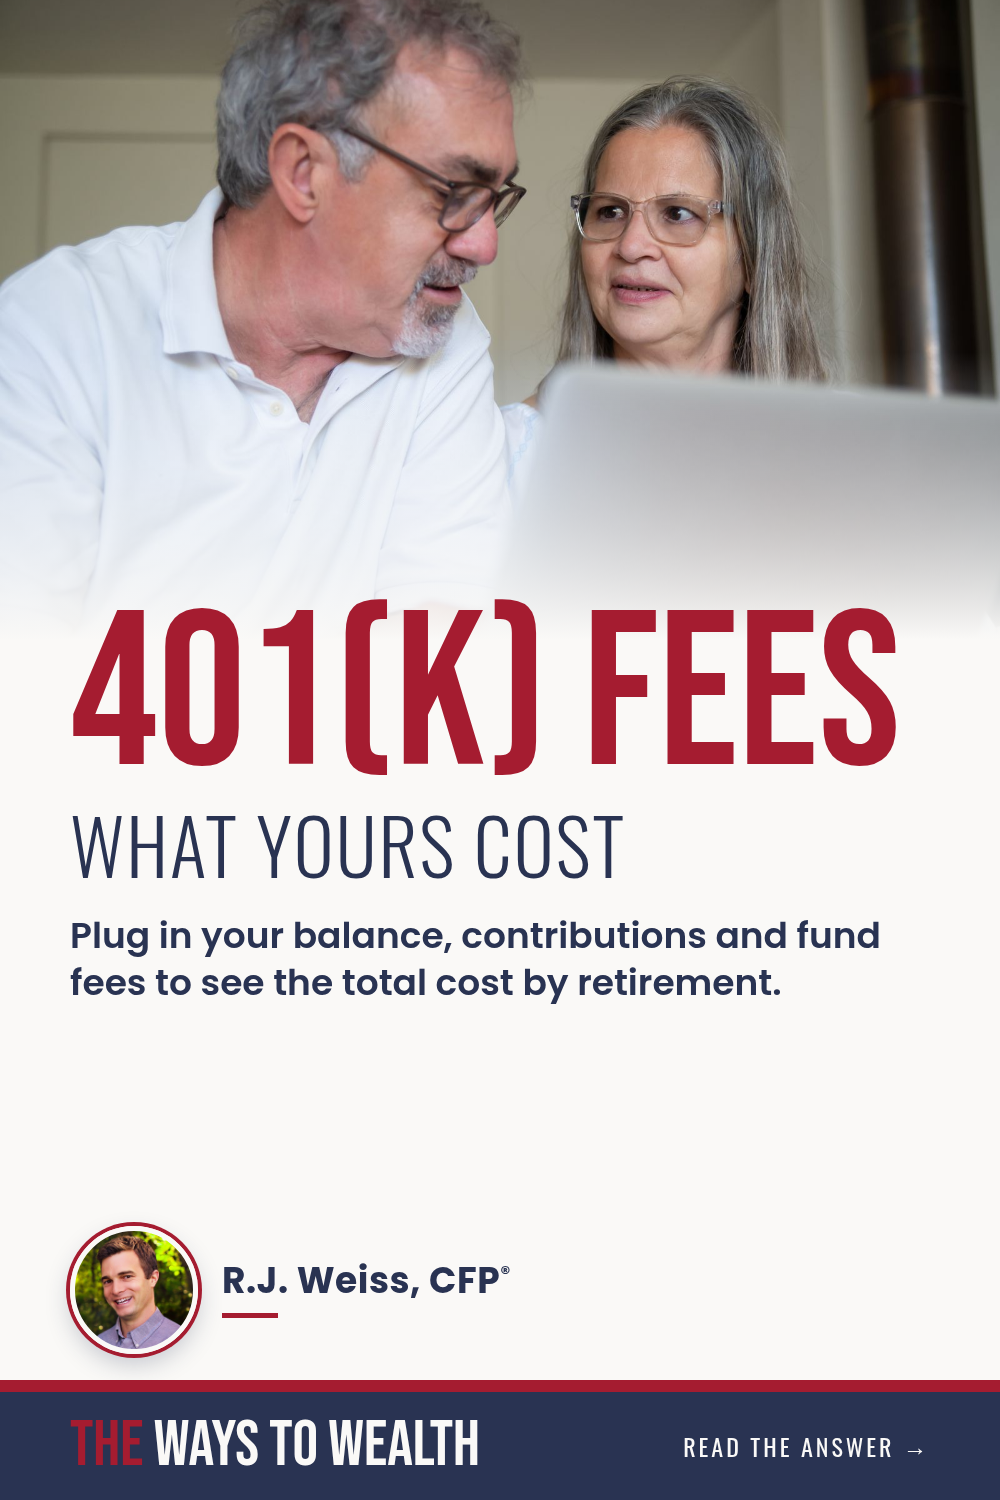 401(K) FEES
WHAT YOURS COST
Plug in your balance, contributions and fund
fees to see the total cost by retirement.
R.J. Weiss, CFP®
THE WAYS TO WEALTH
READ THE ANSWER →